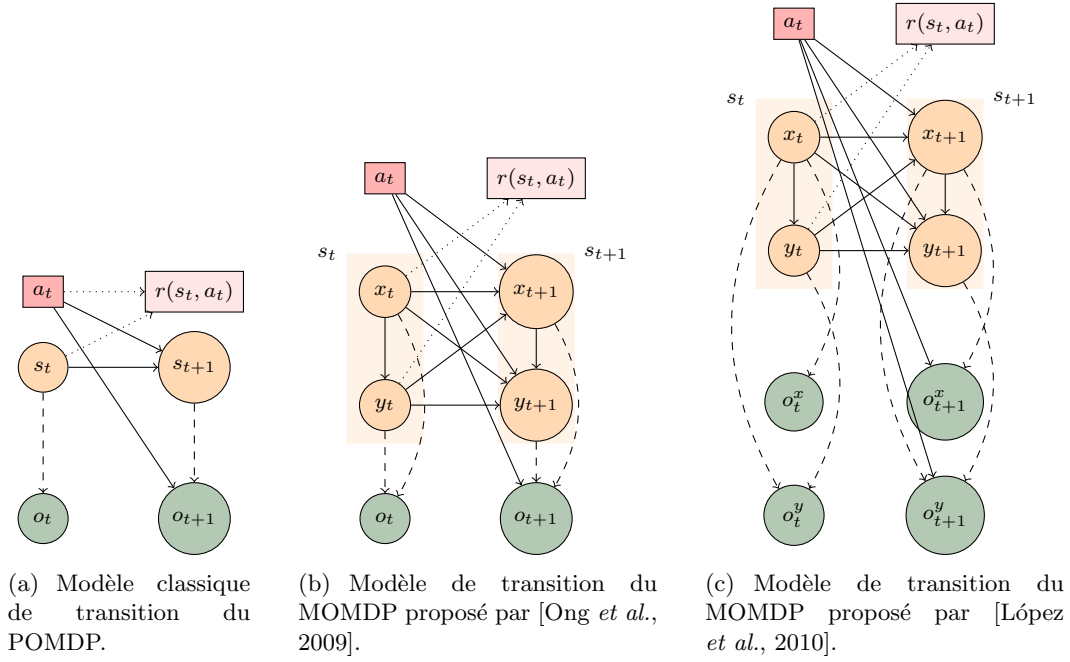 a_t
r(s_t, a_t)
s_t
s_{t+1}
o_t
o_{t+1}
(a) Modèle classique
de transition du
POMDP.
a_t
r(s_t, a_t)
s_t
s_{t+1}
x_t
x_{t+1}
y_t
y_{t+1}
o_t
o_{t+1}
(b) Modèle de transition du
MOMDP proposé par [Ong et al.,
2009].
a_t
r(s_t, a_t)
s_t
s_{t+1}
x_t
x_{t+1}
y_t
y_{t+1}
o_t^x
o_{t+1}^x
o_t^y
o_{t+1}^y
(c) Modèle de transition du
MOMDP proposé par [López
et al., 2010].